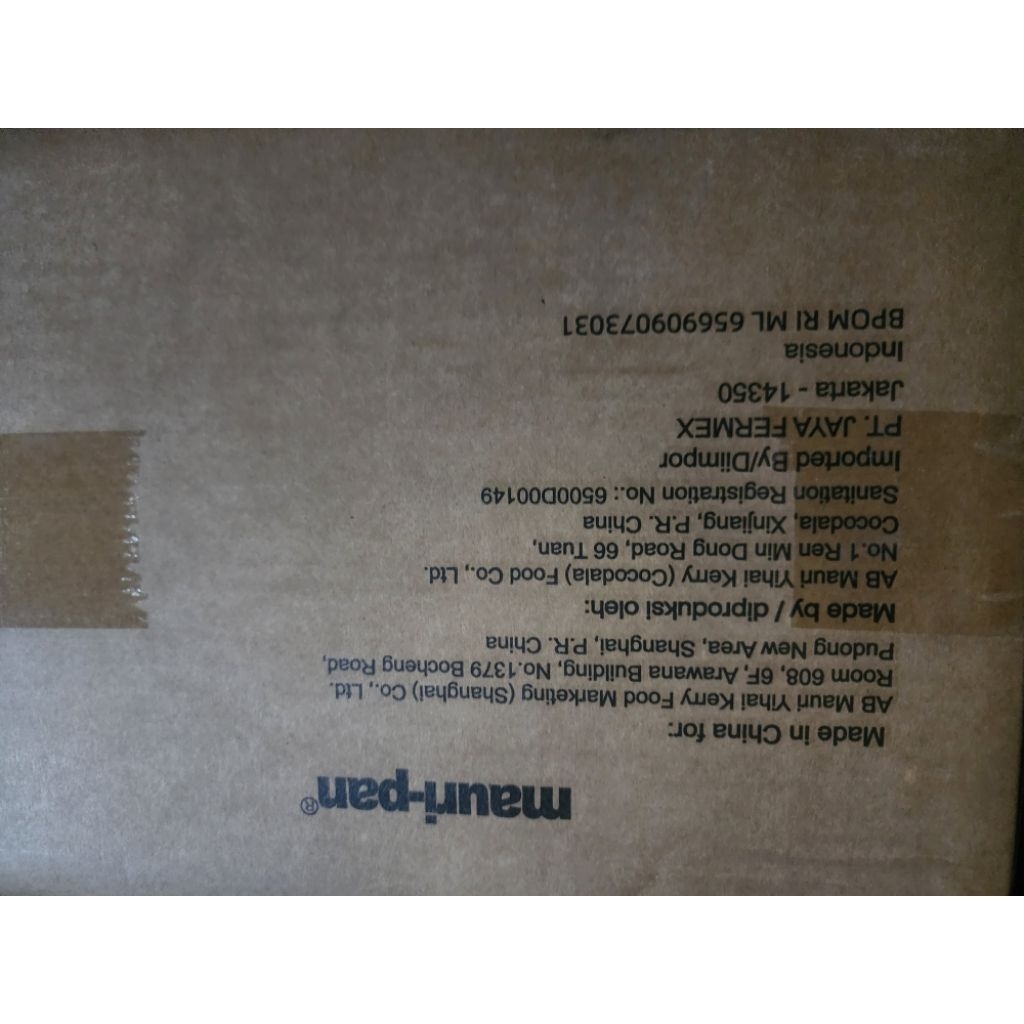 mauri-pan®
Made in China for:
AB Mauri Yihai Kerry Food Marketing (Shanghai) Co., Ltd.
Room 608, 6F, Arawana Building, No.1379 Bocheng Road,
Pudong New Area, Shanghai, P.R. China
Made by / diproduksi oleh:
AB Mauri Yihai Kerry (Cocodala) Food Co., Ltd.
No.1 Ren Min Dong Road, 66 Tuan,
Cocodala, Xinjiang, P.R. China
Sanitation Registration No.: 6500D00149
Imported By/Diimpor
PT. JAYA FERMEX
Jakarta - 14350
Indonesia
BPOM RI ML 656909073031